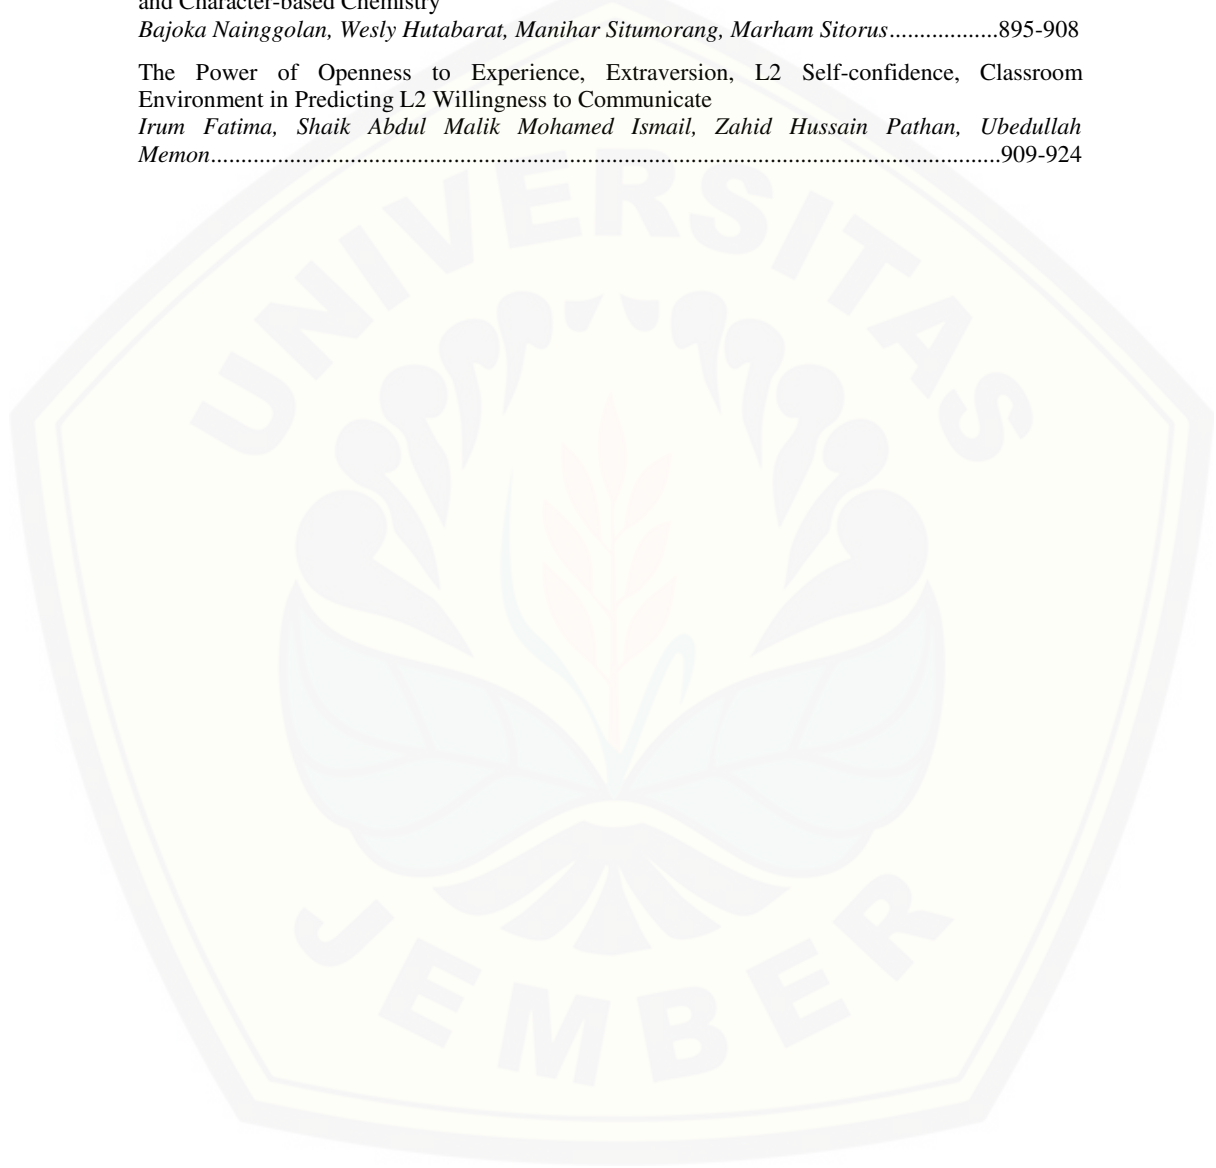 and Character-based Chemistry
Bajoka Nainggolan, Wesly Hutabarat, Manihar Situmorang, Marham Sitorus..................895-908
The Power of Openness to Experience, Extraversion, L2 Self-confidence, Classroom
Environment in Predicting L2 Willingness to Communicate
Irum Fatima, Shaik Abdul Malik Mohamed Ismail, Zahid Hussain Pathan, Ubedullah
Memon...................................................................................................................................909-924
UNIVERSITAS
JEMBER